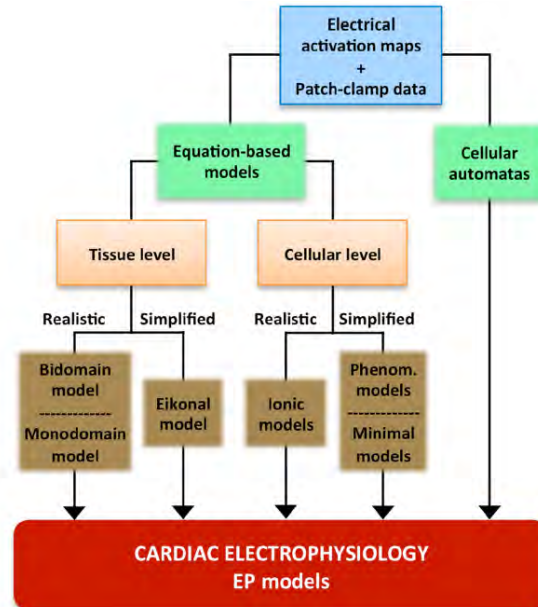 Electrical
activation maps
+
Patch-clamp data
Equation-based
models
Cellular
automatas
Tissue level
Cellular level
Realistic
Simplified
Realistic
Simplified
Bidomain
model
-------------
Monodomain
model
Eikonal
model
Ionic
models
Phenom.
models
-------------
Minimal
models
CARDIAC ELECTROPHYSIOLOGY
EP models